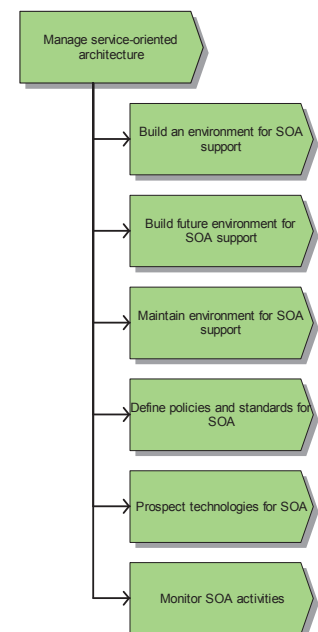 Manage service-oriented
architecture
Build an environment for SOA
support
Build future environment for
SOA support
Maintain environment for SOA
support
Define policies and standards for
SOA
Prospect technologies for SOA
Monitor SOA activities